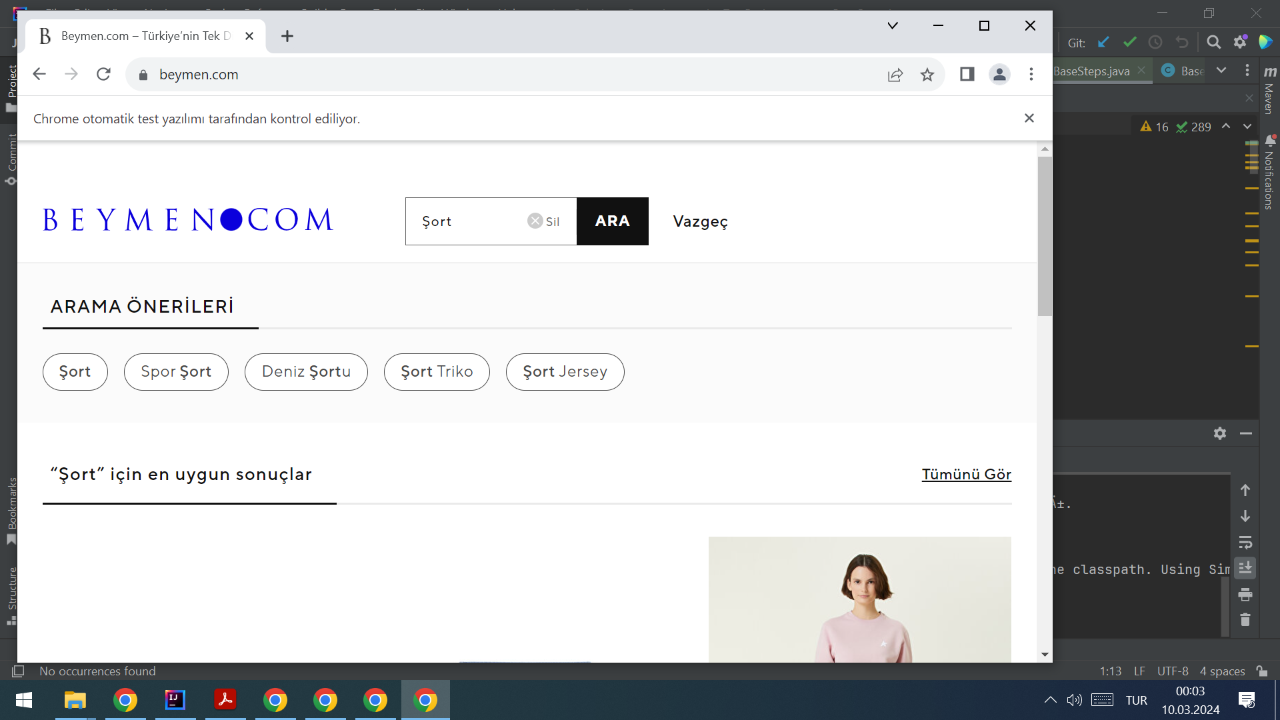 Beymen.com – Türkiye'nin Tek D
Git:
beymen.com
BaseSteps.java
Base
Chrome otomatik test yazılımı tarafından kontrol ediliyor.
16
289
Project
Commit
Bookmarks
Structure
Maven
Notifications
BEYMEN COM
Şort
Sil
ARA
Vazgeç
ARAMA ÖNERİLERİ
Şort
Spor Şort
Deniz Şortu
Şort Triko
Şort Jersey
“Şort” için en uygun sonuçlar
Tümünü Gör
he classpath. Using Sim
No occurrences found
1:13
LF
UTF-8
4 spaces
TUR
00:03
10.03.2024